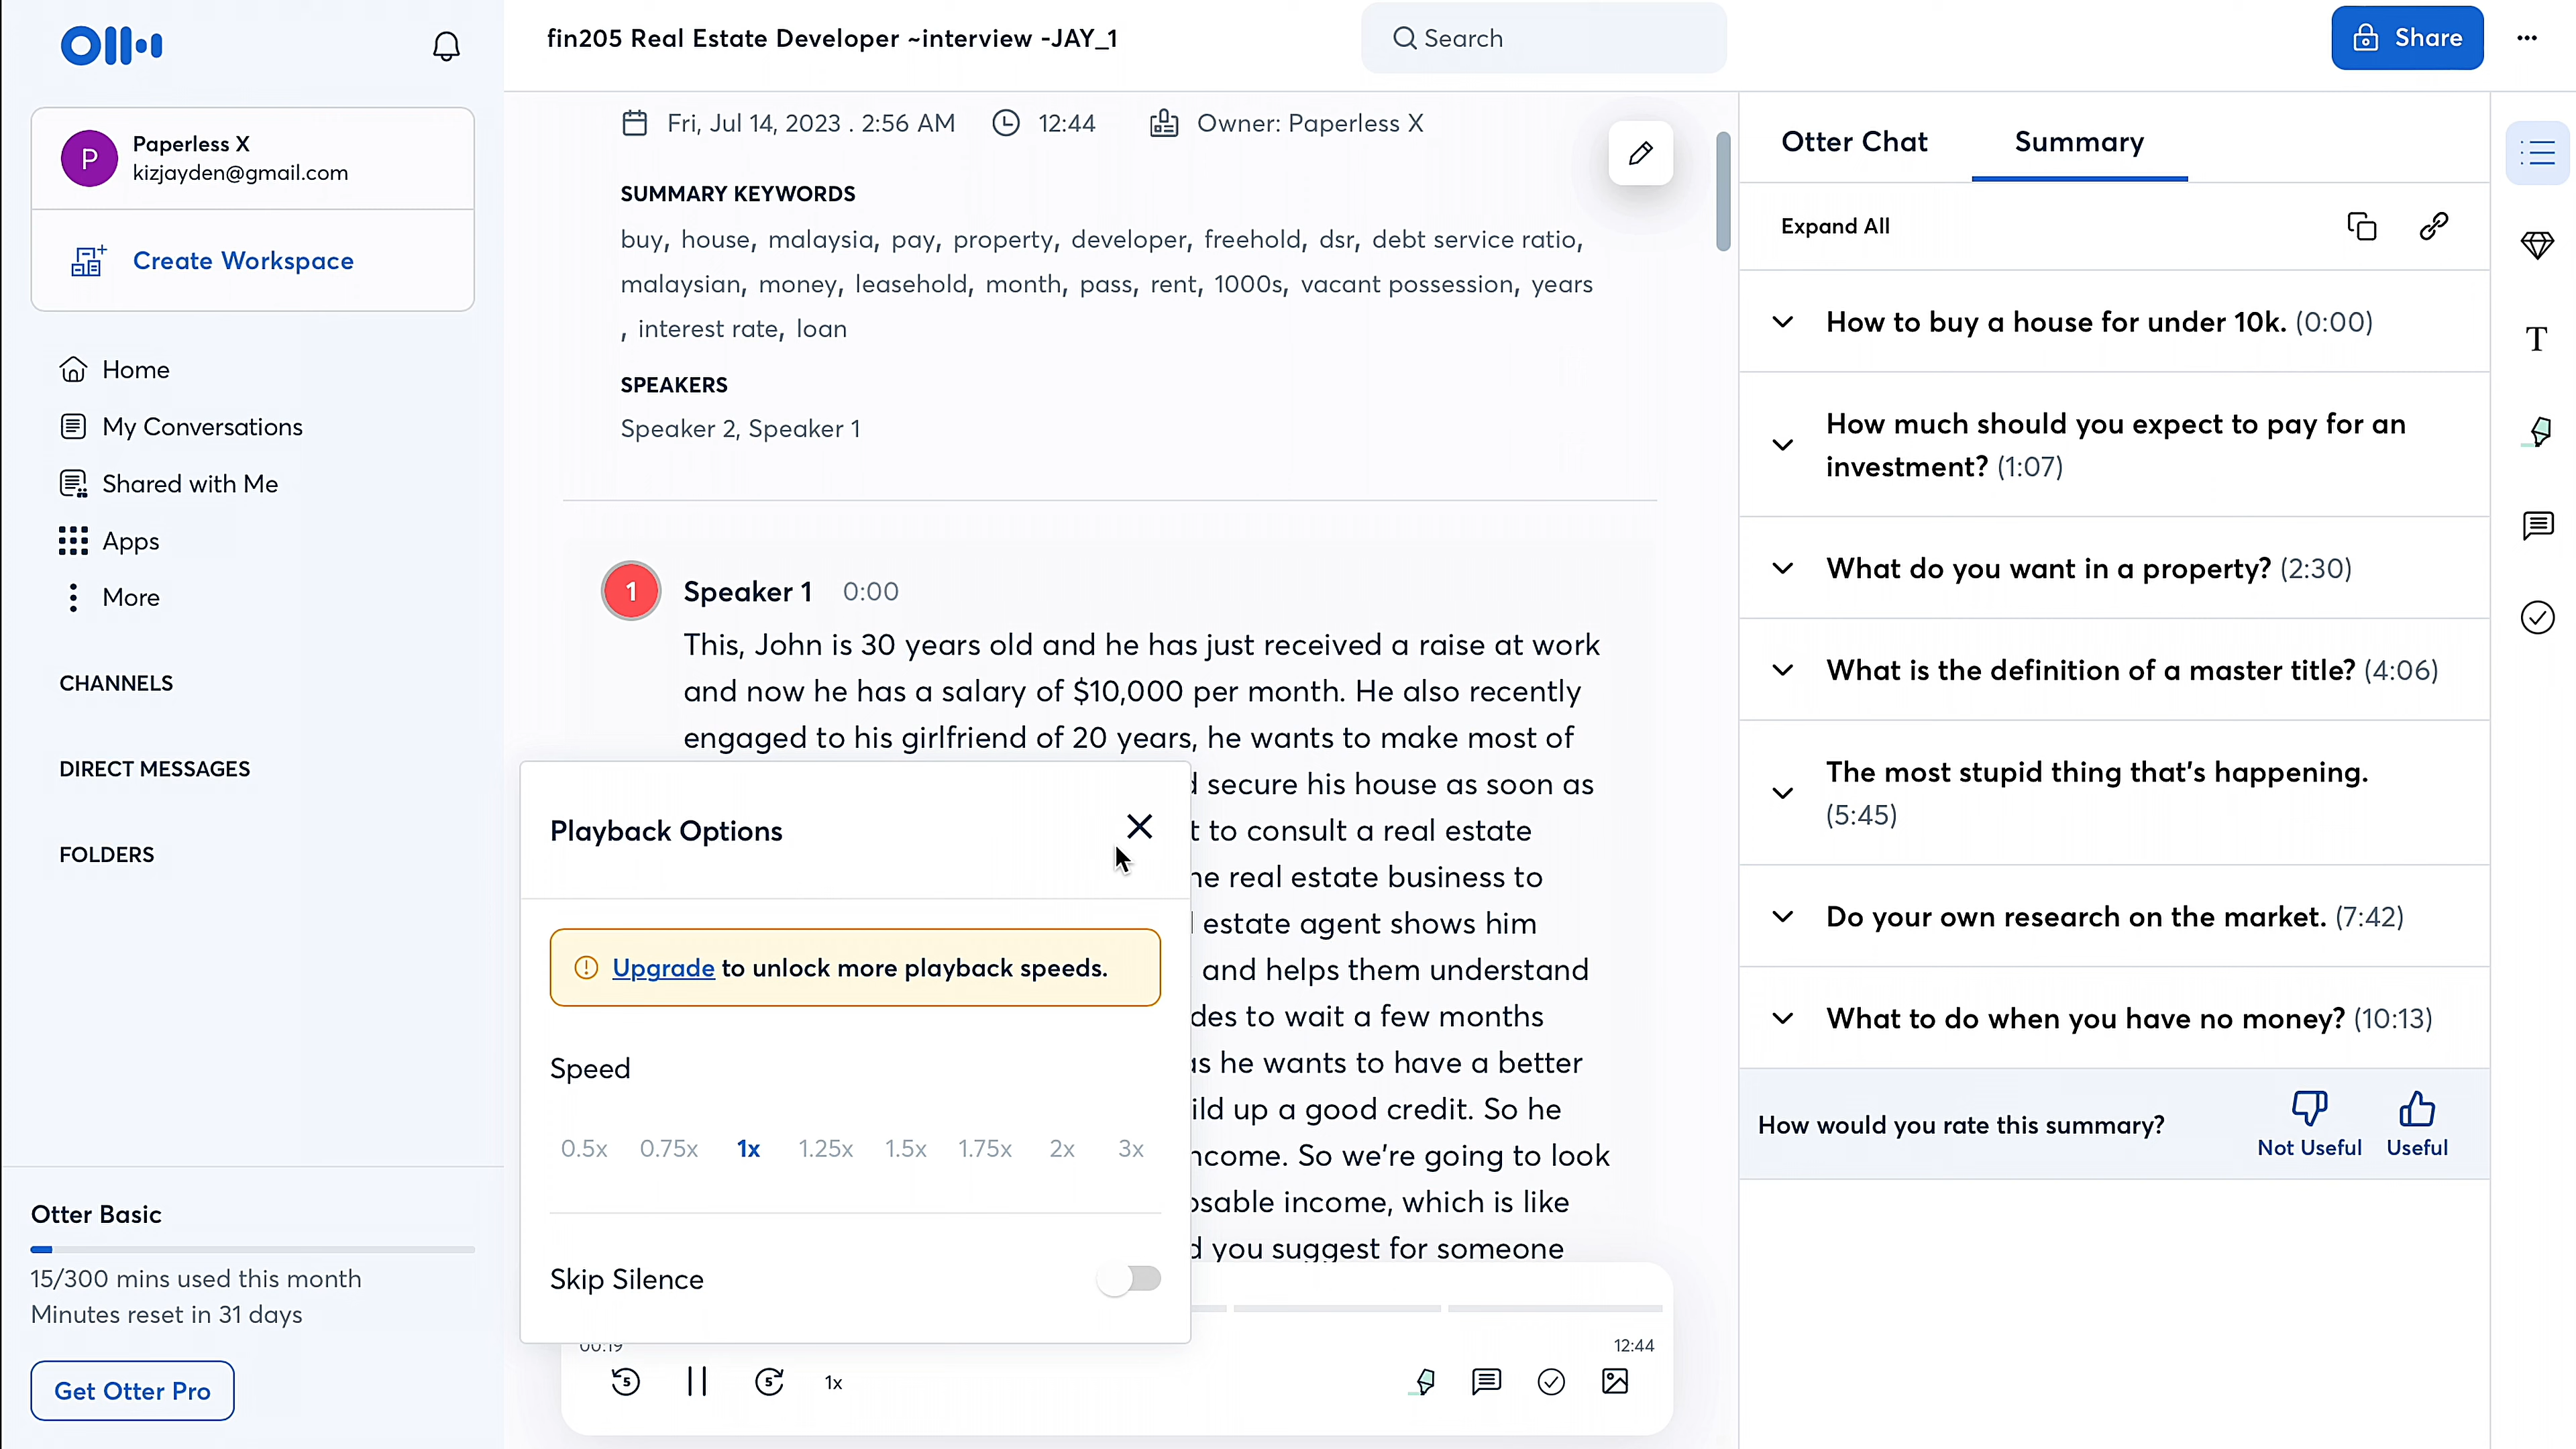 fin205 Real Estate Developer ~interview -JAY_1
Search
Share
P
Paperless X
kizjayden@gmail.com
Create Workspace
Home
My Conversations
Shared with Me
Apps
More
CHANNELS
DIRECT MESSAGES
FOLDERS
Otter Basic
15/300 mins used this month
Minutes reset in 31 days
Get Otter Pro
Fri, Jul 14, 2023 . 2:56 AM
12:44
Owner: Paperless X
SUMMARY KEYWORDS
buy, house, malaysia, pay, property, developer, freehold, dsr, debt service ratio,
malaysian, money, leasehold, month, pass, rent, 1000s, vacant possession, years
, interest rate, loan
SPEAKERS
Speaker 2, Speaker 1
1
Speaker 1 0:00
This, John is 30 years old and he has just received a raise at work
and now he has a salary of $10,000 per month. He also recently
engaged to his girlfriend of 20 years, he wants to make most of
secure his house as soon as
to consult a real estate
real estate business to
estate agent shows him
and helps them understand
to wait a few months
he wants to have a better
up a good credit. So he
So we're going to look
income, which is like
you suggest for someone
Playback Options
Upgrade to unlock more playback speeds.
Speed
0.5x 0.75x 1x 1.25x 1.5x 1.75x 2x 3x
Skip Silence
00:19
12:44
5
5
1x
Otter Chat
Summary
Expand All
T
How to buy a house for under 10k. (0:00)
How much should you expect to pay for an
investment? (1:07)
What do you want in a property? (2:30)
What is the definition of a master title? (4:06)
The most stupid thing that's happening.
(5:45)
Do your own research on the market. (7:42)
What to do when you have no money? (10:13)
How would you rate this summary?
Not Useful
Useful